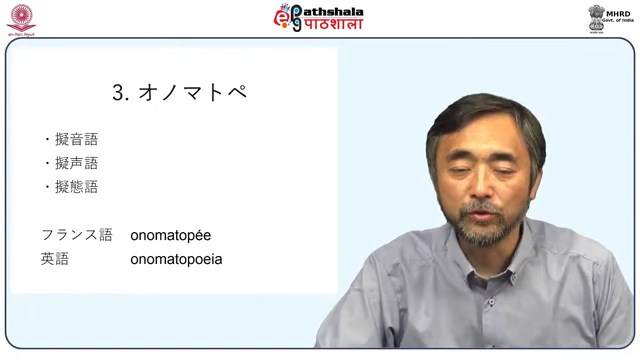 ePathshala
पाठशाला
MHRD
Govt. of India
3. オノマトペ
・擬音語
・擬声語
・擬態語
フランス語 onomatopée
英語 onomatopoeia